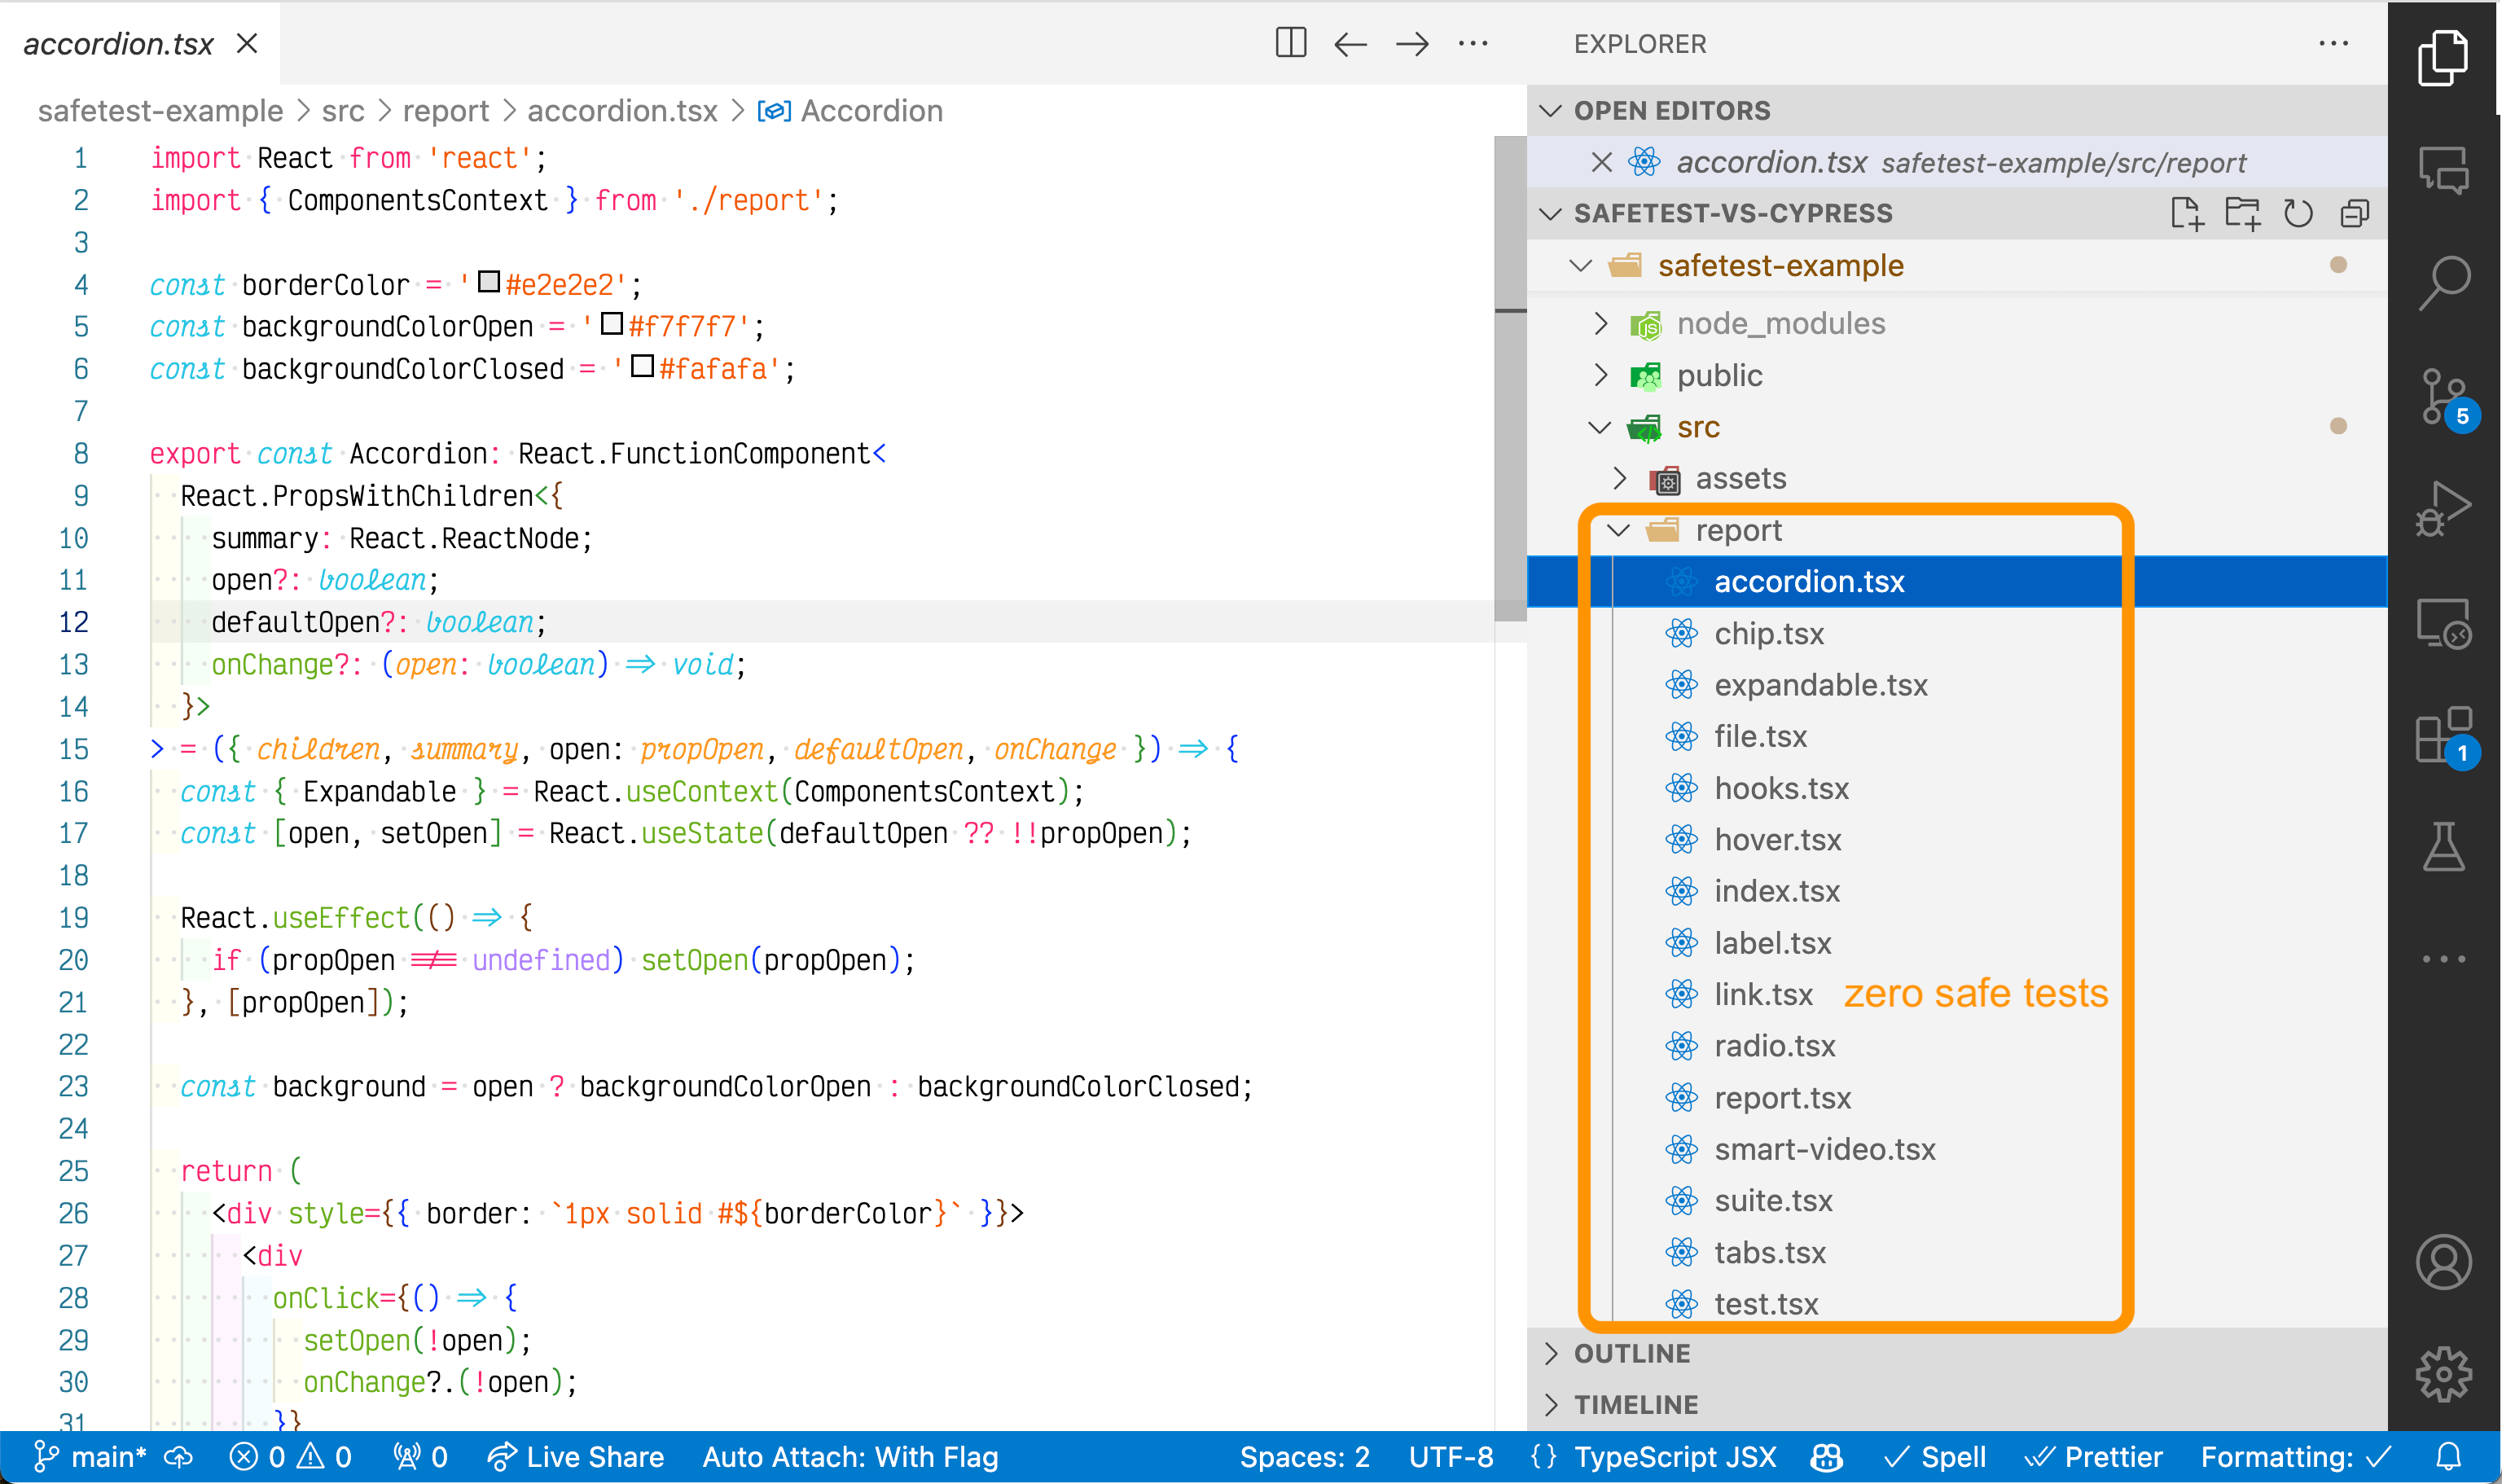 accordion.tsx
safetest-example > src > report > accordion.tsx > Accordion
1 import React from 'react';
2 import { ComponentsContext } from './report';
3
4 const borderColor = '#e2e2e2';
5 const backgroundColorOpen = '#f7f7f7';
6 const backgroundColorClosed = '#fafafa';
7
8 export const Accordion: React.FunctionComponent<
9 React.PropsWithChildren<{
10 summary: React.ReactNode;
11 open?: boolean;
12 defaultOpen?: boolean;
13 onChange?: (open: boolean) => void;
14 }>
15 > = ({ children, summary, open: propOpen, defaultOpen, onChange }) => {
16 const { Expandable } = React.useContext(ComponentsContext);
17 const [open, setOpen] = React.useState(defaultOpen ?? !!propOpen);
18
19 React.useEffect(() => {
20 if (propOpen !== undefined) setOpen(propOpen);
21 }, [propOpen]);
22
23 const background = open ? backgroundColorOpen : backgroundColorClosed;
24
25 return (
26 <div style={{ border: `1px solid #${borderColor}` }}>
27 <div
28 onClick={() => {
29 setOpen(!open);
30 onChange?.(!open);
31 }}
EXPLORER
OPEN EDITORS
accordion.tsx safetest-example/src/report
SAFETEST-VS-CYPRESS
safetest-example
node_modules
public
src
assets
report
accordion.tsx
chip.tsx
expandable.tsx
file.tsx
hooks.tsx
hover.tsx
index.tsx
label.tsx
link.tsx zero safe tests
radio.tsx
report.tsx
smart-video.tsx
suite.tsx
tabs.tsx
test.tsx
OUTLINE
TIMELINE
5
1
main* 0 0 0 Live Share Auto Attach: With Flag Spaces: 2 UTF-8 {} TypeScript JSX Spell Prettier Formatting: ✓